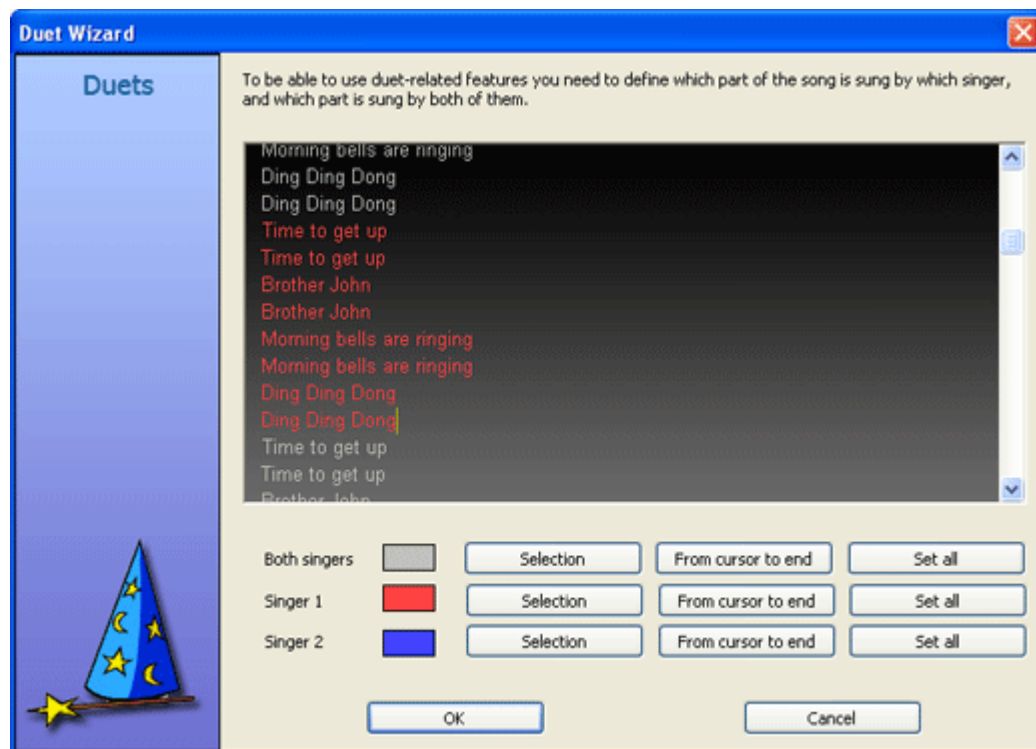 Duet Wizard
Duets
To be able to use duet-related features you need to define which part of the song is sung by which singer,
and which part is sung by both of them.
Morning bells are ringing
Ding Ding Dong
Ding Ding Dong
Time to get up
Time to get up
Brother John
Brother John
Morning bells are ringing
Morning bells are ringing
Ding Ding Dong
Ding Ding Dong
Time to get up
Time to get up
Brother John
Both singers Selection From cursor to end Set all
Singer 1 Selection From cursor to end Set all
Singer 2 Selection From cursor to end Set all
OK Cancel